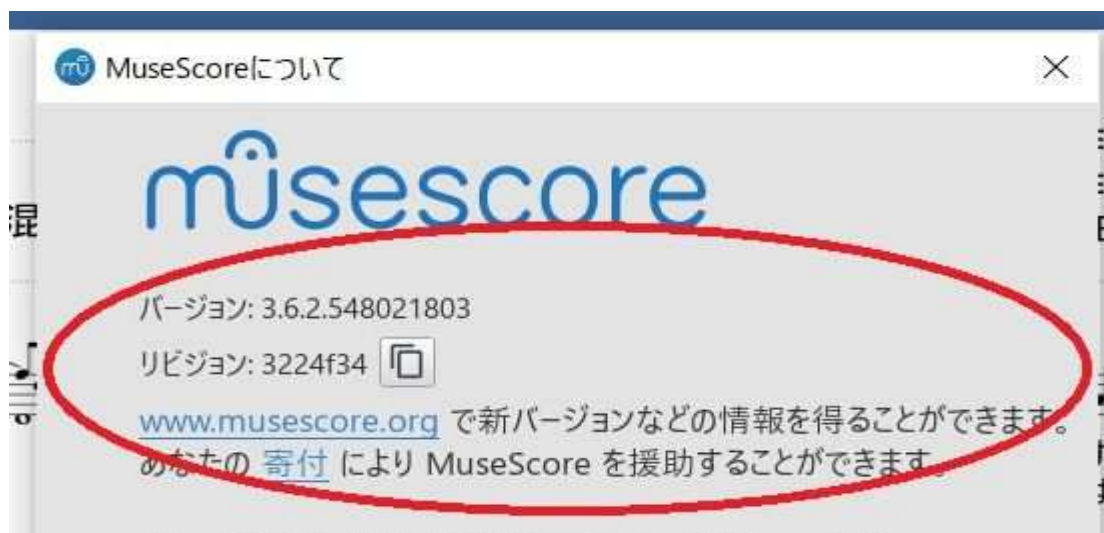 MuseScoreについて
musescore
混
バージョン: 3.6.2.548021803
リビジョン: 3224f34
www.musescore.org で新バージョンなどの情報を得ることができます。
あなたの 寄付 により MuseScore を援助することができます。